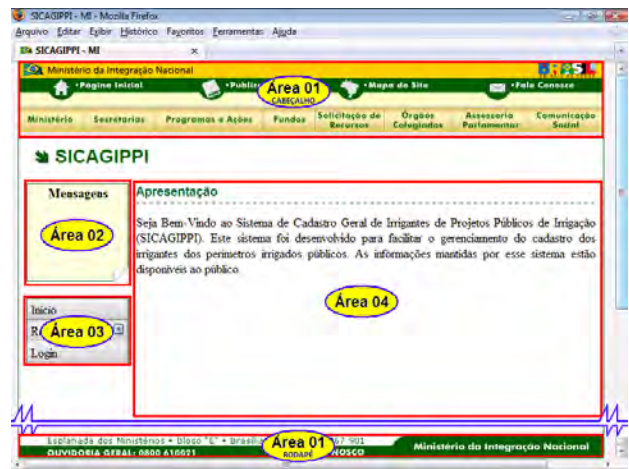 SICAGIPPI - MI - Mozilla Firefox
Arquivo Editar Exibir Histórico Favoritos Ferramentas Ajuda
SICAGIPPI - MI
Ministério da Integração Nacional
BRASIL
•Página Inicial
•Mapa do Site
•Fale Conosco
Área 01
CABEÇALHO
Ministério Secretarias Programas e Ações Fundos Solicitação de Recursos Órgãos Colegiados Assessoria Parlamentar Comunicação Social
SICAGIPPI
Mensagens
Área 02
Apresentação
Seja Bem-Vindo ao Sistema de Cadastro Geral de Irrigantes de Projetos Públicos de Irrigação
(SICAGIPPI). Este sistema foi desenvolvido para facilitar o gerenciamento do cadastro dos
irrigantes dos perímetros irrigados públicos. As informações mantidas por esse sistema estão
disponíveis ao público.
Área 04
Início
Área 03
Login
Esplanada dos Ministérios • Bloco "E" •
901
OUVIDORIA GERAL: 0800 610021
Área 01
RODAPÉ
Ministério da Integração Nacional